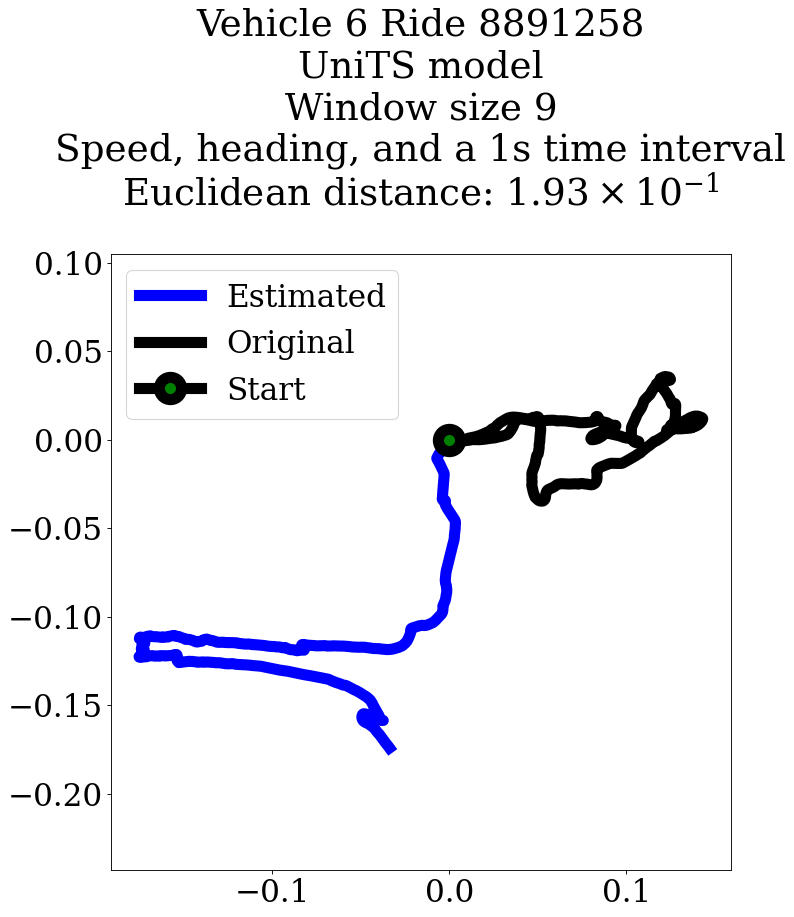 Vehicle 6 Ride 8891258
UniTS model
Window size 9
Speed, heading, and a 1s time interval
Euclidean distance: 1.93 × 10⁻¹
0.10
0.05
0.00
−0.05
−0.10
−0.15
−0.20
Estimated
Original
Start
−0.1
0.0
0.1